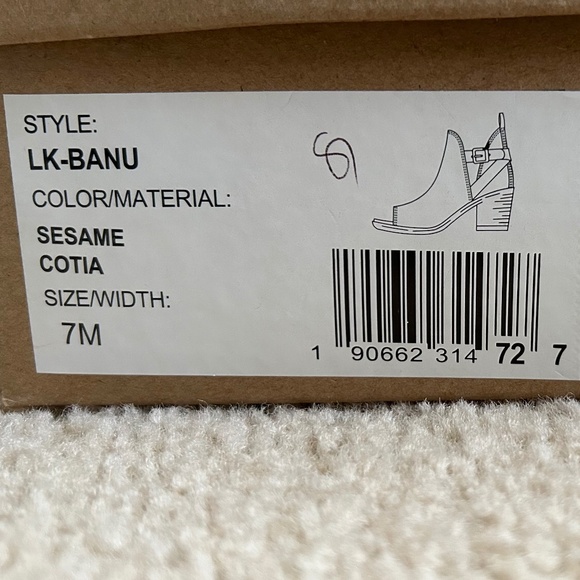 STYLE:
LK-BANU
COLOR/MATERIAL:
SESAME
COTIA
SIZE/WIDTH:
7M
1 90662 314 72 7